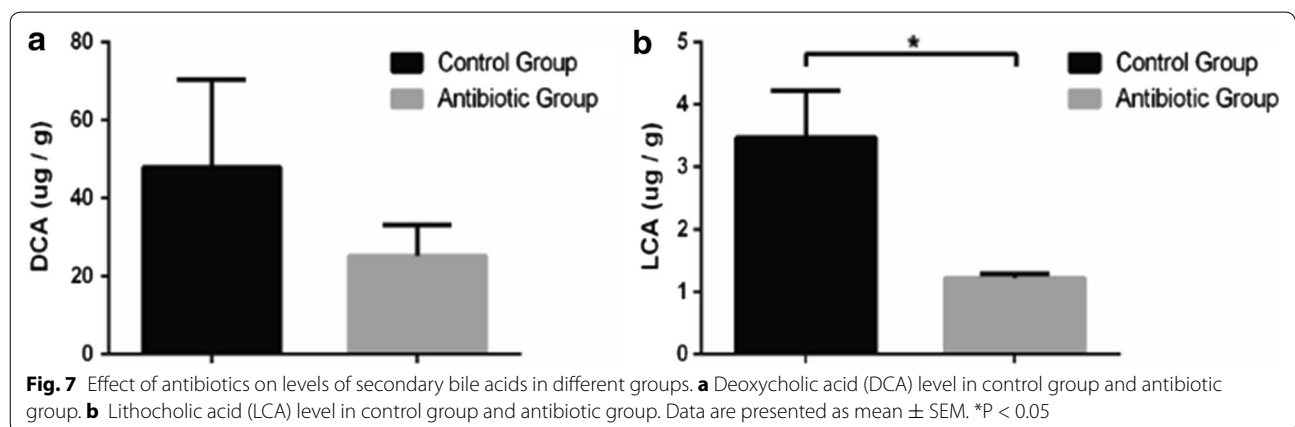 a
80
60
40
20
0
DCA (ug / g)
Control Group
Antibiotic Group
b
5
4
3
2
1
0
LCA (ug / g)
*
Control Group
Antibiotic Group
Fig. 7 Effect of antibiotics on levels of secondary bile acids in different groups. a Deoxycholic acid (DCA) level in control group and antibiotic
group. b Lithocholic acid (LCA) level in control group and antibiotic group. Data are presented as mean ± SEM. *P < 0.05